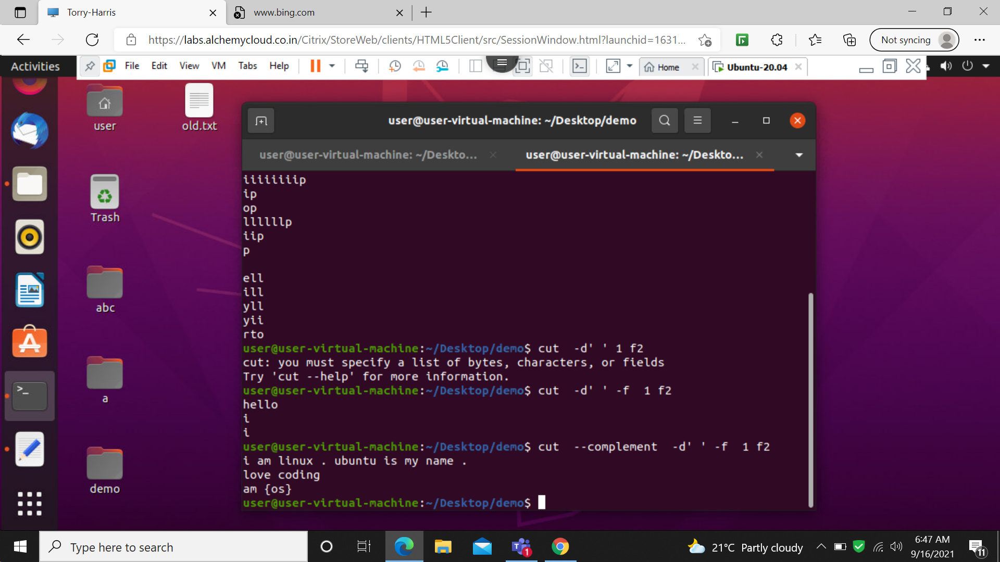 Torry-Harris
www.bing.com
https://labs.alchemycloud.co.in/Citrix/StoreWeb/clients/HTML5Client/src/SessionWindow.html?launchid=1631...
Not syncing
Activities
File Edit View VM Tabs Help
Home
Ubuntu-20.04
user
old.txt
Trash
abc
a
demo
user@user-virtual-machine: ~/Desktop/demo
user@user-virtual-machine: ~/Deskto...
user@user-virtual-machine: ~/Deskto...
iiiiiiiip
ip
op
llllllp
iip
p
ell
ill
yll
yii
rto
user@user-virtual-machine:~/Desktop/demo$ cut  -d' ' 1 f2
cut: you must specify a list of bytes, characters, or fields
Try 'cut --help' for more information.
user@user-virtual-machine:~/Desktop/demo$ cut  -d' ' -f  1 f2
hello
i
i
user@user-virtual-machine:~/Desktop/demo$ cut  --complement  -d' ' -f  1 f2
i am linux . ubuntu is my name .
love coding
am {os}
user@user-virtual-machine:~/Desktop/demo$
Type here to search
1
21°C Partly cloudy
6:47 AM
9/16/2021
11